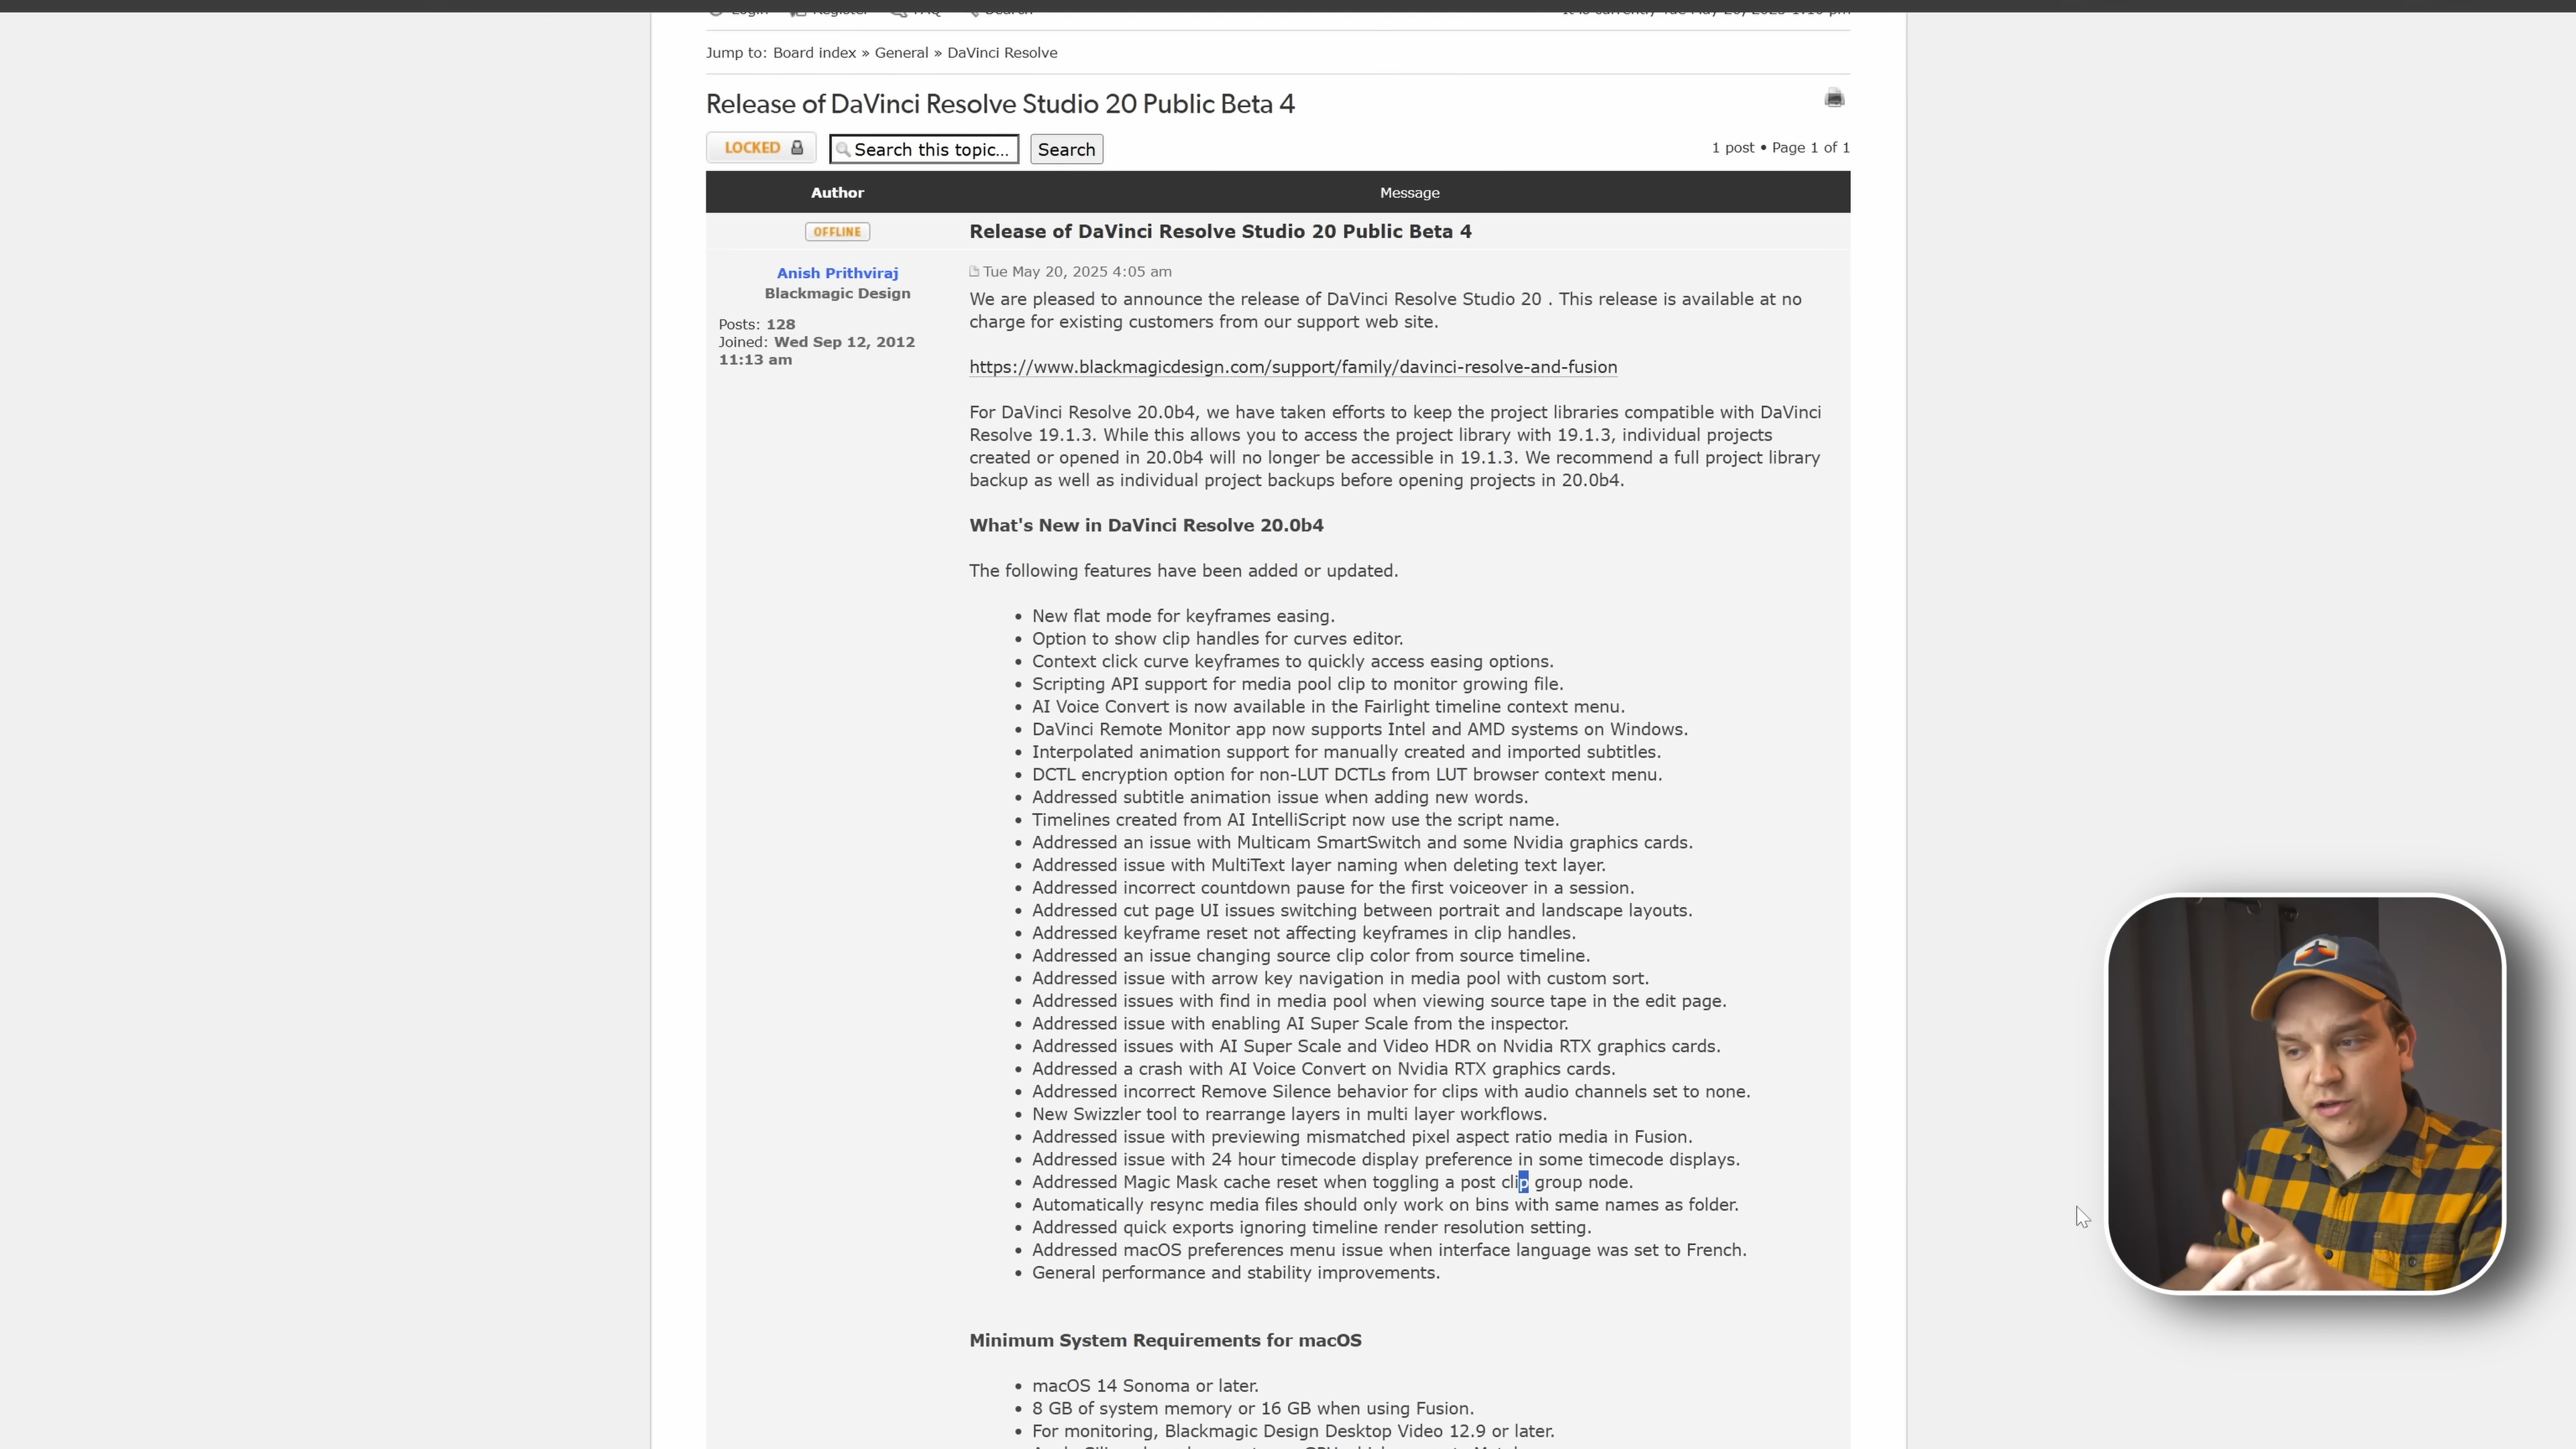 Jump to: Board index » General » DaVinci Resolve
Release of DaVinci Resolve Studio 20 Public Beta 4
LOCKED
Search this topic...
Search
1 post • Page 1 of 1
Author
Message
OFFLINE
Release of DaVinci Resolve Studio 20 Public Beta 4
Anish Prithviraj
Blackmagic Design
Posts: 128
Joined: Wed Sep 12, 2012
11:13 am
Tue May 20, 2025 4:05 am
We are pleased to announce the release of DaVinci Resolve Studio 20 . This release is available at no
charge for existing customers from our support web site.
https://www.blackmagicdesign.com/support/family/davinci-resolve-and-fusion
For DaVinci Resolve 20.0b4, we have taken efforts to keep the project libraries compatible with DaVinci
Resolve 19.1.3. While this allows you to access the project library with 19.1.3, individual projects
created or opened in 20.0b4 will no longer be accessible in 19.1.3. We recommend a full project library
backup as well as individual project backups before opening projects in 20.0b4.
What's New in DaVinci Resolve 20.0b4
The following features have been added or updated.
• New flat mode for keyframes easing.
• Option to show clip handles for curves editor.
• Context click curve keyframes to quickly access easing options.
• Scripting API support for media pool clip to monitor growing file.
• AI Voice Convert is now available in the Fairlight timeline context menu.
• DaVinci Remote Monitor app now supports Intel and AMD systems on Windows.
• Interpolated animation support for manually created and imported subtitles.
• DCTL encryption option for non-LUT DCTLs from LUT browser context menu.
• Addressed subtitle animation issue when adding new words.
• Timelines created from AI IntelliScript now use the script name.
• Addressed an issue with Multicam SmartSwitch and some Nvidia graphics cards.
• Addressed issue with MultiText layer naming when deleting text layer.
• Addressed incorrect countdown pause for the first voiceover in a session.
• Addressed cut page UI issues switching between portrait and landscape layouts.
• Addressed keyframe reset not affecting keyframes in clip handles.
• Addressed an issue changing source clip color from source timeline.
• Addressed issue with arrow key navigation in media pool with custom sort.
• Addressed issues with find in media pool when viewing source tape in the edit page.
• Addressed issue with enabling AI Super Scale from the inspector.
• Addressed issues with AI Super Scale and Video HDR on Nvidia RTX graphics cards.
• Addressed a crash with AI Voice Convert on Nvidia RTX graphics cards.
• Addressed incorrect Remove Silence behavior for clips with audio channels set to none.
• New Swizzler tool to rearrange layers in multi layer workflows.
• Addressed issue with previewing mismatched pixel aspect ratio media in Fusion.
• Addressed issue with 24 hour timecode display preference in some timecode displays.
• Addressed Magic Mask cache reset when toggling a post clip group node.
• Automatically resync media files should only work on bins with same names as folder.
• Addressed quick exports ignoring timeline render resolution setting.
• Addressed macOS preferences menu issue when interface language was set to French.
• General performance and stability improvements.
Minimum System Requirements for macOS
• macOS 14 Sonoma or later.
• 8 GB of system memory or 16 GB when using Fusion.
• For monitoring, Blackmagic Design Desktop Video 12.9 or later.